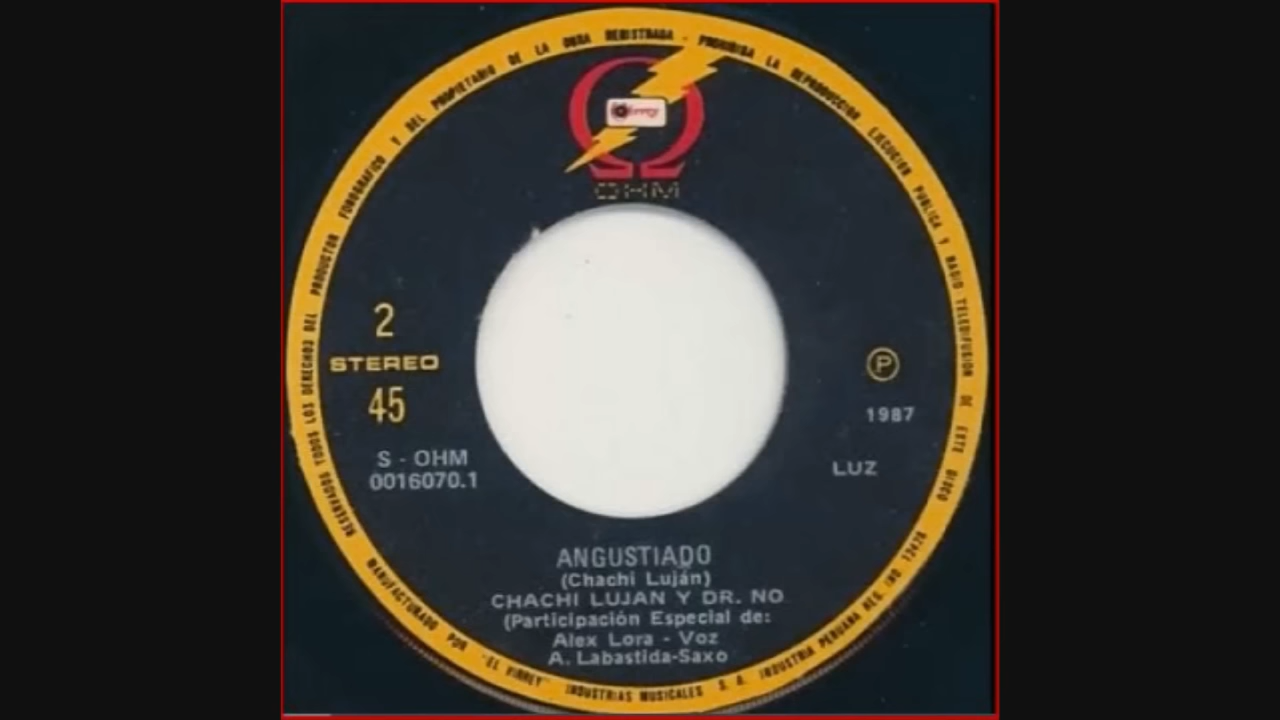 RESERVADOS TODOS LOS DERECHOS DEL PRODUCTOR FONOGRAFICO Y DEL PROPIETARIO DE LA OBRA REGISTRADA - PROHIBIDA LA REPRODUCCION EJECUCION PUBLICA Y RADIO TELEDIFUSION DE ESTE DISCO
OHM
2
STEREO
45
S - OHM
0016070.1
P
1987
LUZ
ANGUSTIADO
(Chachi Luján)
CHACHI LUJAN Y DR. NO
(Participación Especial de:
Alex Lora - Voz
A. Labastida-Saxo
MANUFACTURADO POR "EL VIRREY" INDUSTRIAS MUSICALES S. A. INDUSTRIA PERUANA REG. IND